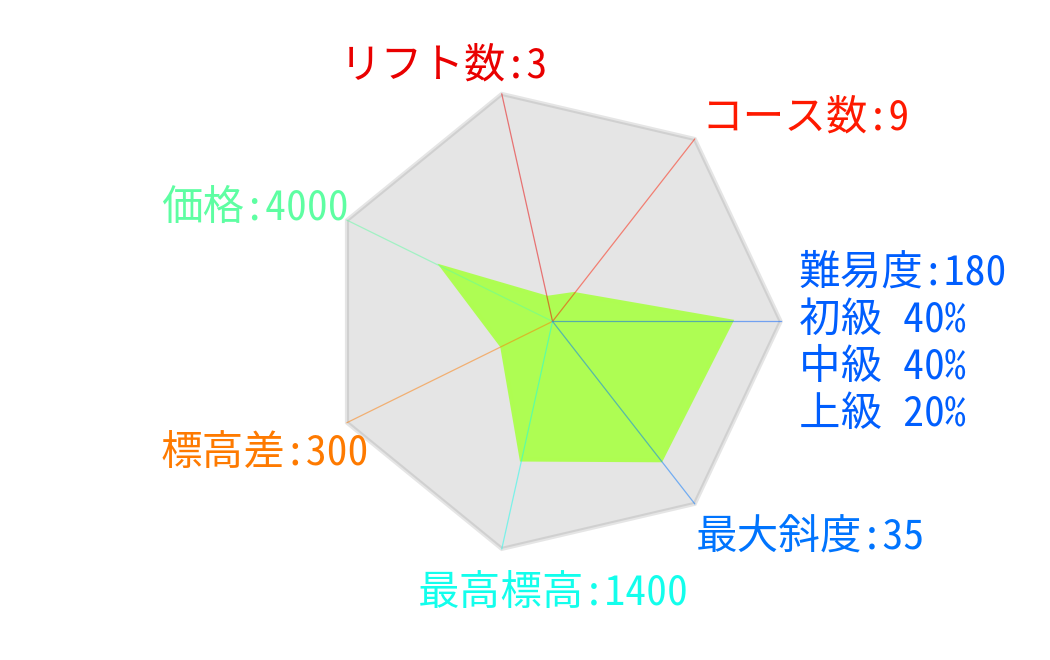 リフト数:3
コース数:9
価格:4000
難易度:180
初級 40%
中級 40%
上級 20%
標高差:300
最大斜度:35
最高標高:1400